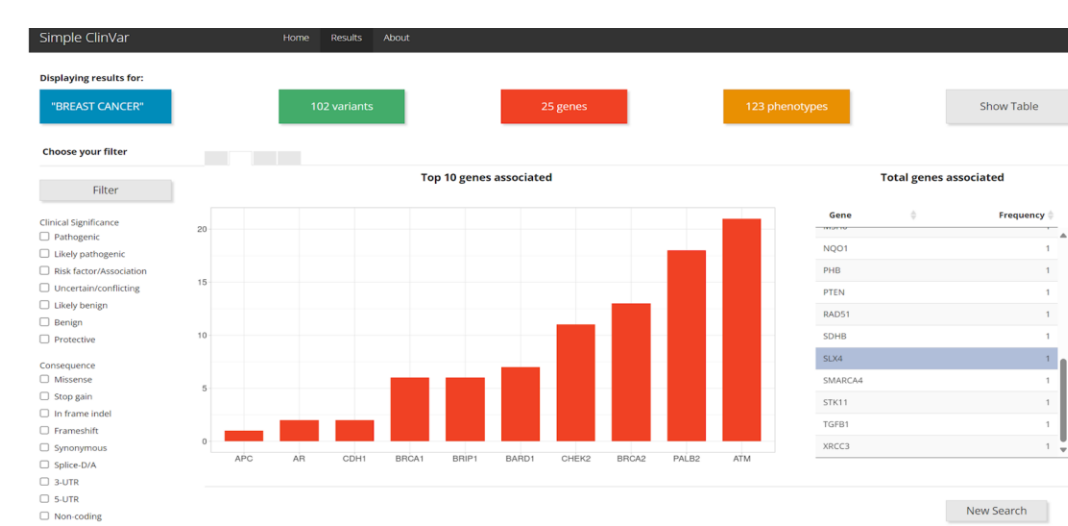 Simple ClinVar Home Results About
Displaying results for:
"BREAST CANCER" 102 variants 25 genes 123 phenotypes Show Table
Choose your filter
Filter
Clinical Significance
Pathogenic
Likely pathogenic
Risk factor/Association
Uncertain/conflicting
Likely benign
Benign
Protective
Consequence
Missense
Stop gain
In frame indel
Frameshift
Synonymous
Splice-D/A
3-UTR
5-UTR
Non-coding
Top 10 genes associated
20
15
10
5
0
APC AR CDH1 BRCA1 BRIP1 BARD1 CHEK2 BRCA2 PALB2 ATM
Total genes associated
Gene Frequency
NQO1 1
PHB 1
PTEN 1
RAD51 1
SDHB 1
SLX4 1
SMARCA4 1
STK11 1
TGFB1 1
XRCC3 1
New Search